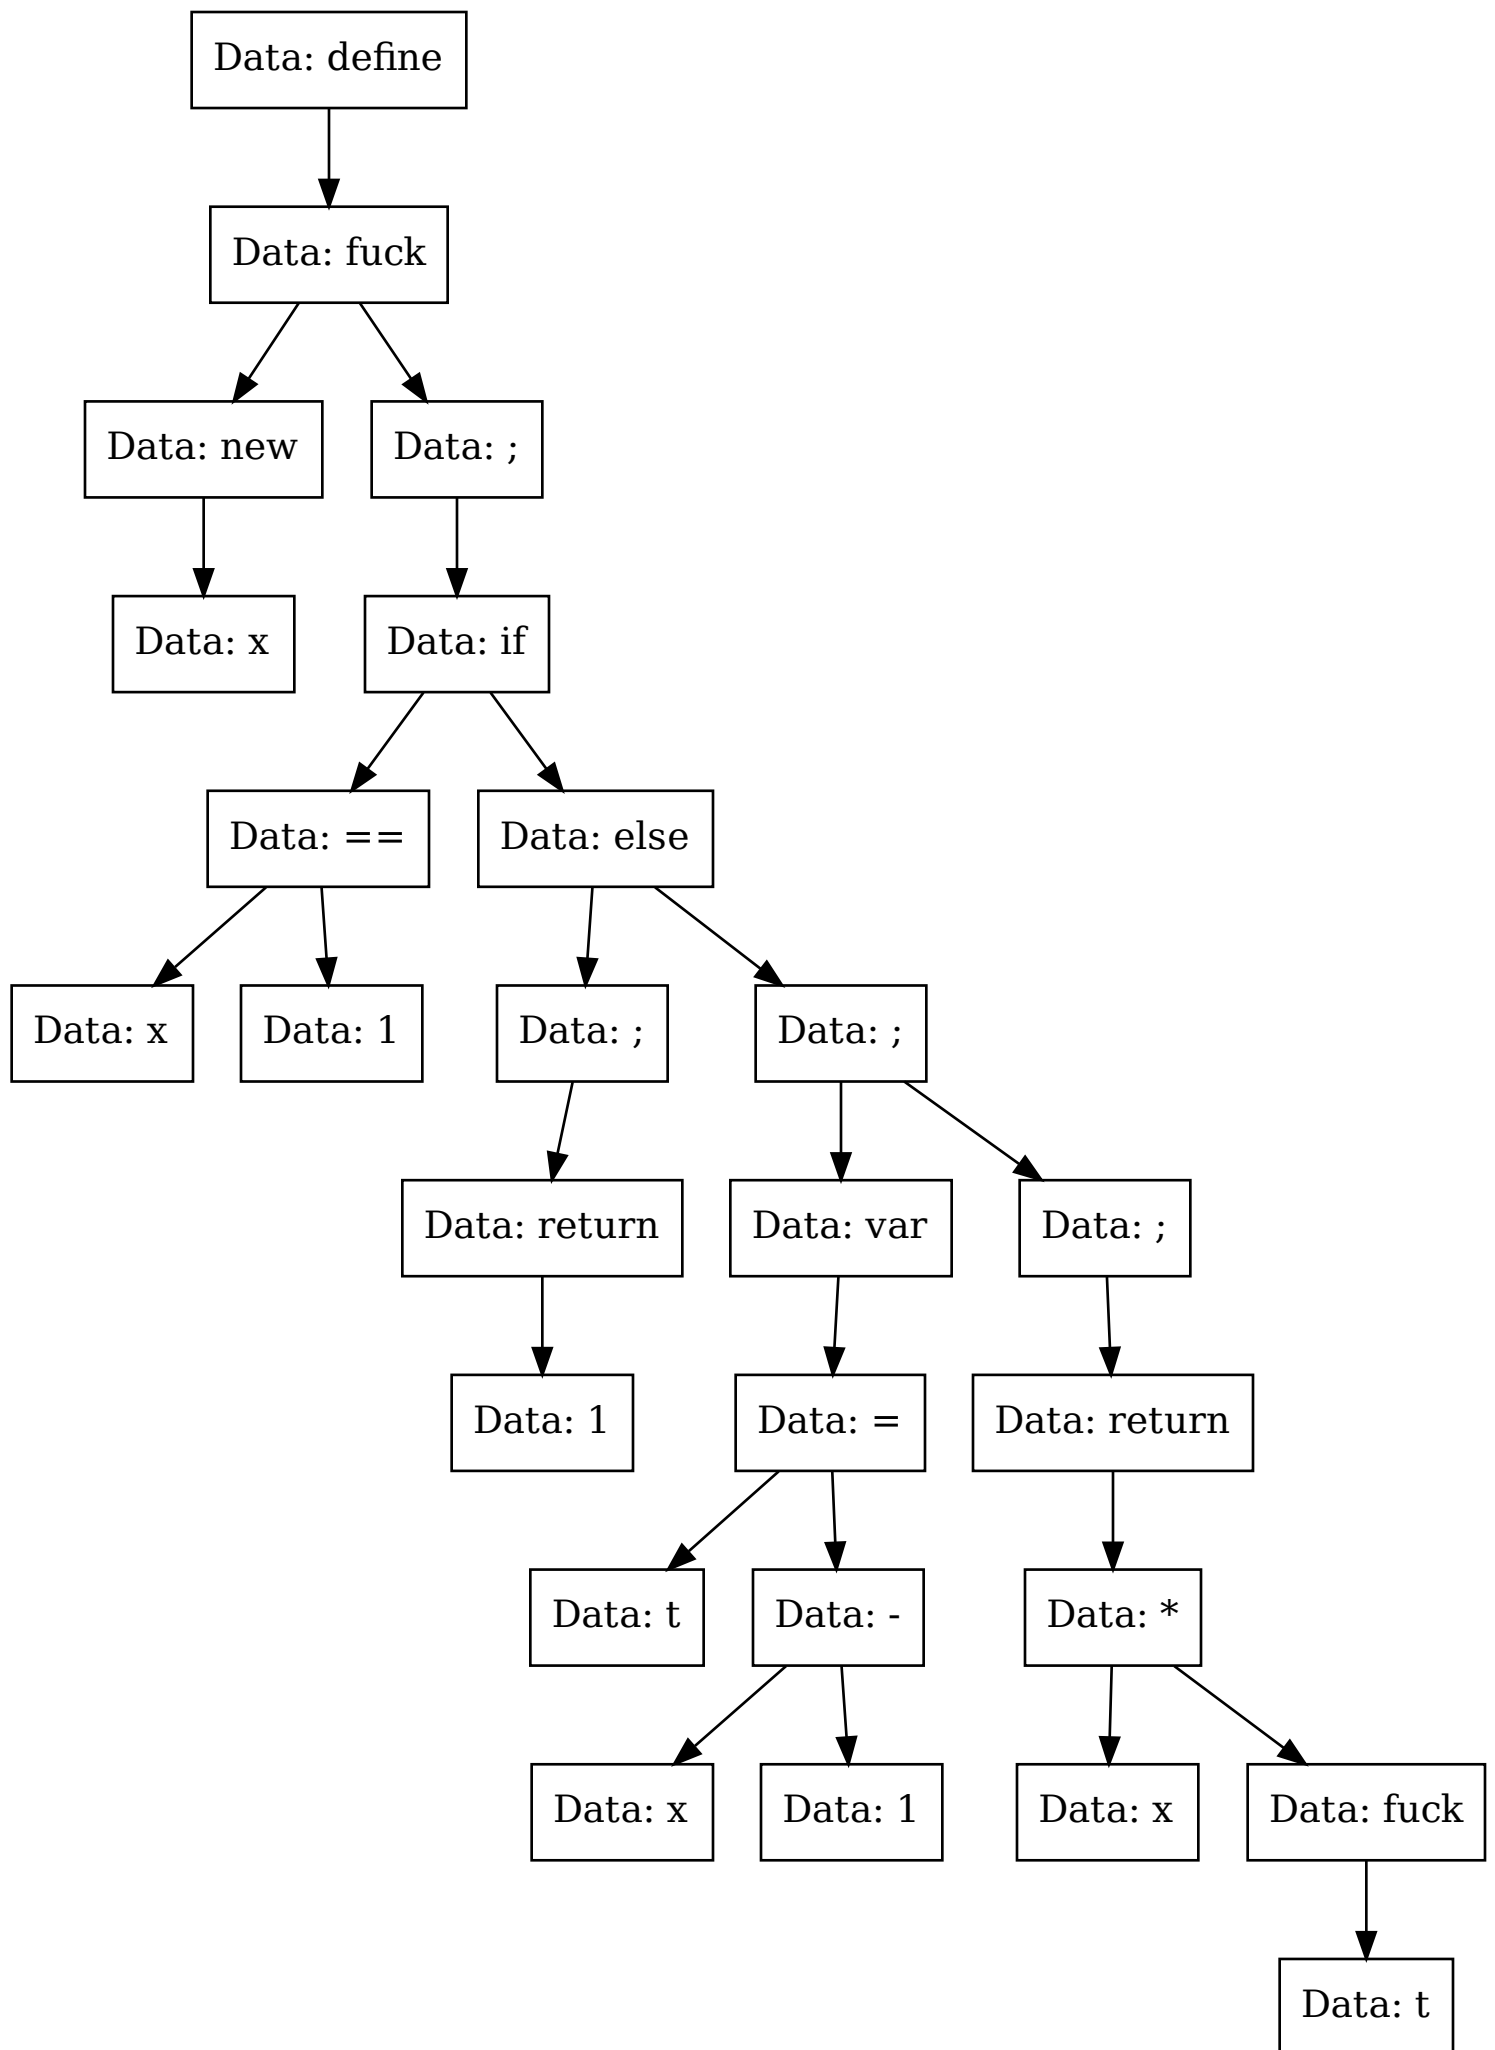 Data: define
Data: fuck
Data: new
Data: ;
Data: x
Data: if
Data: ==
Data: else
Data: x
Data: 1
Data: ;
Data: ;
Data: return
Data: var
Data: ;
Data: 1
Data: =
Data: return
Data: t
Data: -
Data: *
Data: x
Data: 1
Data: x
Data: fuck
Data: t